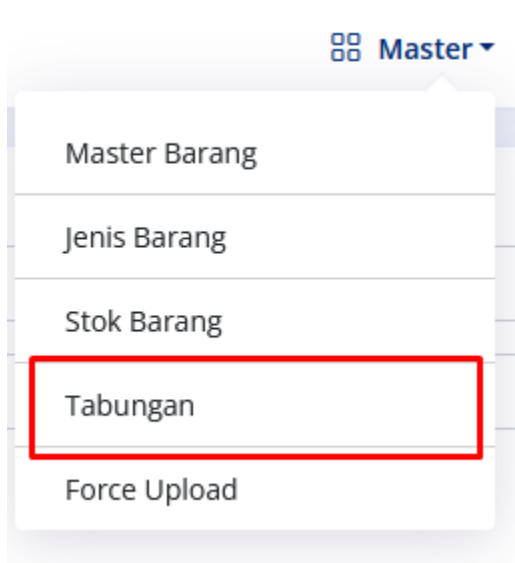 Master
Master Barang
Jenis Barang
Stok Barang
Tabungan
Force Upload